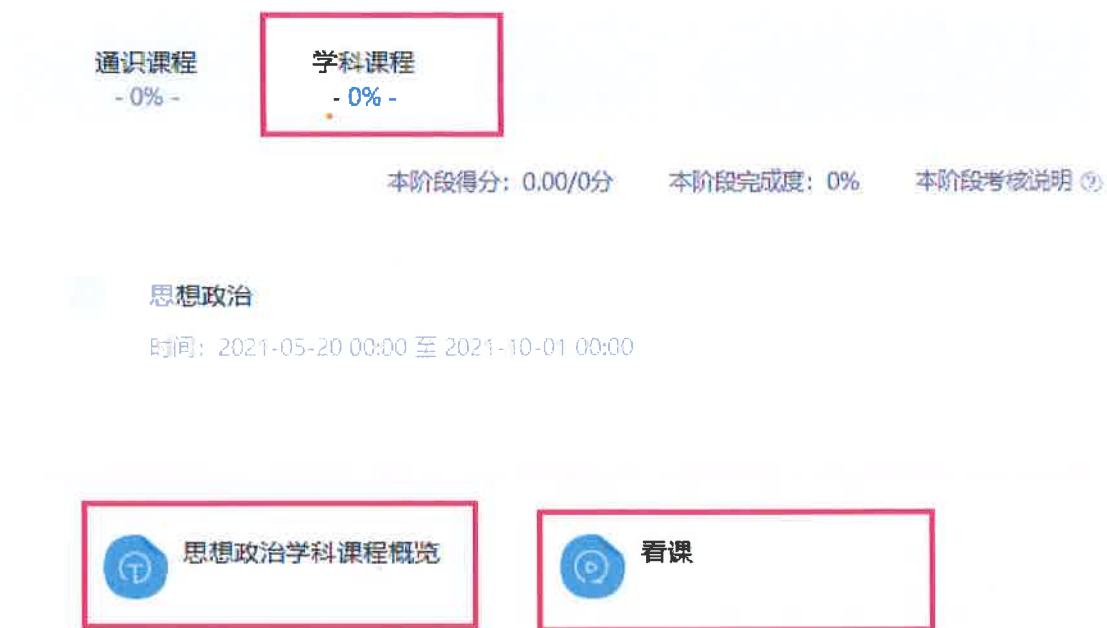 通识课程 学科课程
- 0% - - 0% -
本阶段得分：0.00/0分 本阶段完成度：0% 本阶段考核说明
思想政治
时间：2021-05-20 00:00 至 2021-10-01 00:00
思想政治学科课程概览 看课